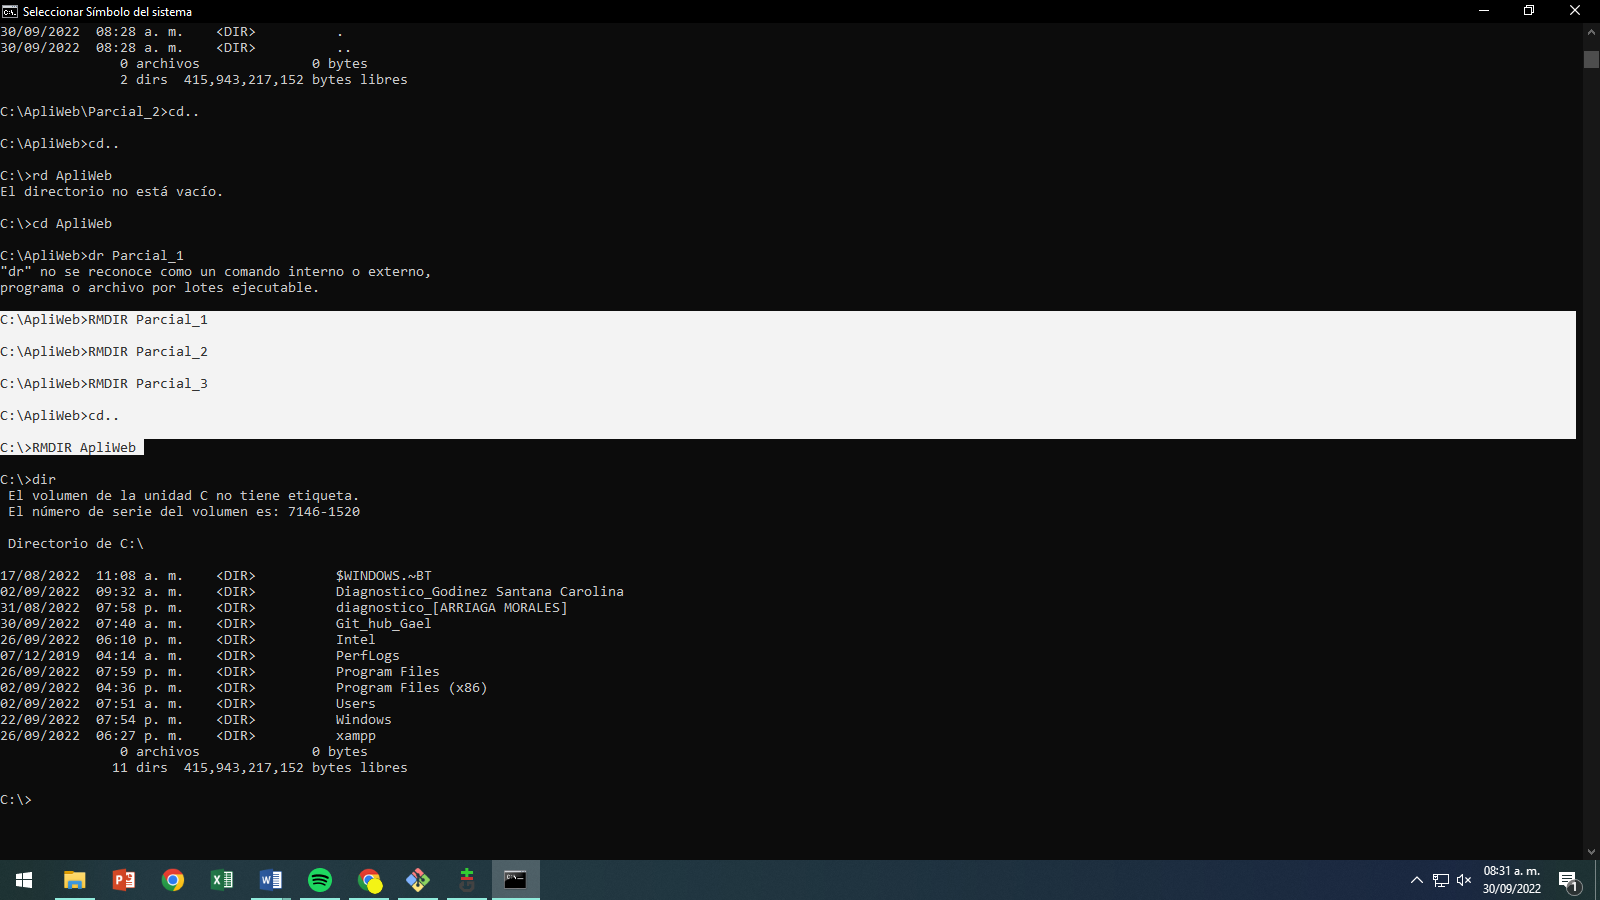 Seleccionar Símbolo del sistema
30/09/2022  08:28 a. m.    <DIR>          .
30/09/2022  08:28 a. m.    <DIR>          ..
               0 archivos              0 bytes
               2 dirs  415,943,217,152 bytes libres
C:\ApliWeb\Parcial_2>cd..
C:\ApliWeb>cd..
C:\>rd ApliWeb
El directorio no está vacío.
C:\>cd ApliWeb
C:\ApliWeb>dr Parcial_1
"dr" no se reconoce como un comando interno o externo,
programa o archivo por lotes ejecutable.
C:\ApliWeb>RMDIR Parcial_1
C:\ApliWeb>RMDIR Parcial_2
C:\ApliWeb>RMDIR Parcial_3
C:\ApliWeb>cd..
C:\>RMDIR ApliWeb
C:\>dir
 El volumen de la unidad C no tiene etiqueta.
 El número de serie del volumen es: 7146-1520
 Directorio de C:\
17/08/2022  11:08 a. m.    <DIR>          $WINDOWS.~BT
02/09/2022  09:32 a. m.    <DIR>          Diagnostico_Godinez Santana Carolina
31/08/2022  07:58 p. m.    <DIR>          diagnostico_[ARRIAGA MORALES]
30/09/2022  07:40 a. m.    <DIR>          Git_hub_Gael
26/09/2022  06:10 p. m.    <DIR>          Intel
07/12/2019  04:14 a. m.    <DIR>          PerfLogs
26/09/2022  07:59 p. m.    <DIR>          Program Files
02/09/2022  04:36 p. m.    <DIR>          Program Files (x86)
02/09/2022  07:51 a. m.    <DIR>          Users
22/09/2022  07:54 p. m.    <DIR>          Windows
26/09/2022  06:27 p. m.    <DIR>          xampp
               0 archivos              0 bytes
              11 dirs  415,943,217,152 bytes libres
C:\>
08:31 a. m.
30/09/2022
1